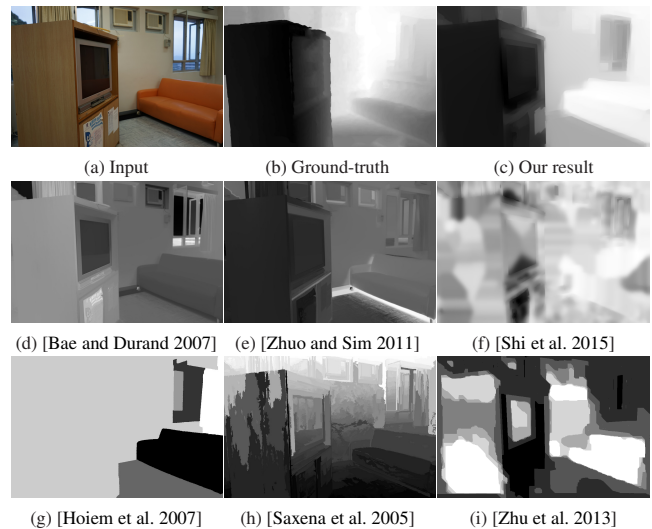 (a) Input
(b) Ground-truth
(c) Our result
(d) [Bae and Durand 2007]
(e) [Zhuo and Sim 2011]
(f) [Shi et al. 2015]
(g) [Hoiem et al. 2007]
(h) [Saxena et al. 2005]
(i) [Zhu et al. 2013]